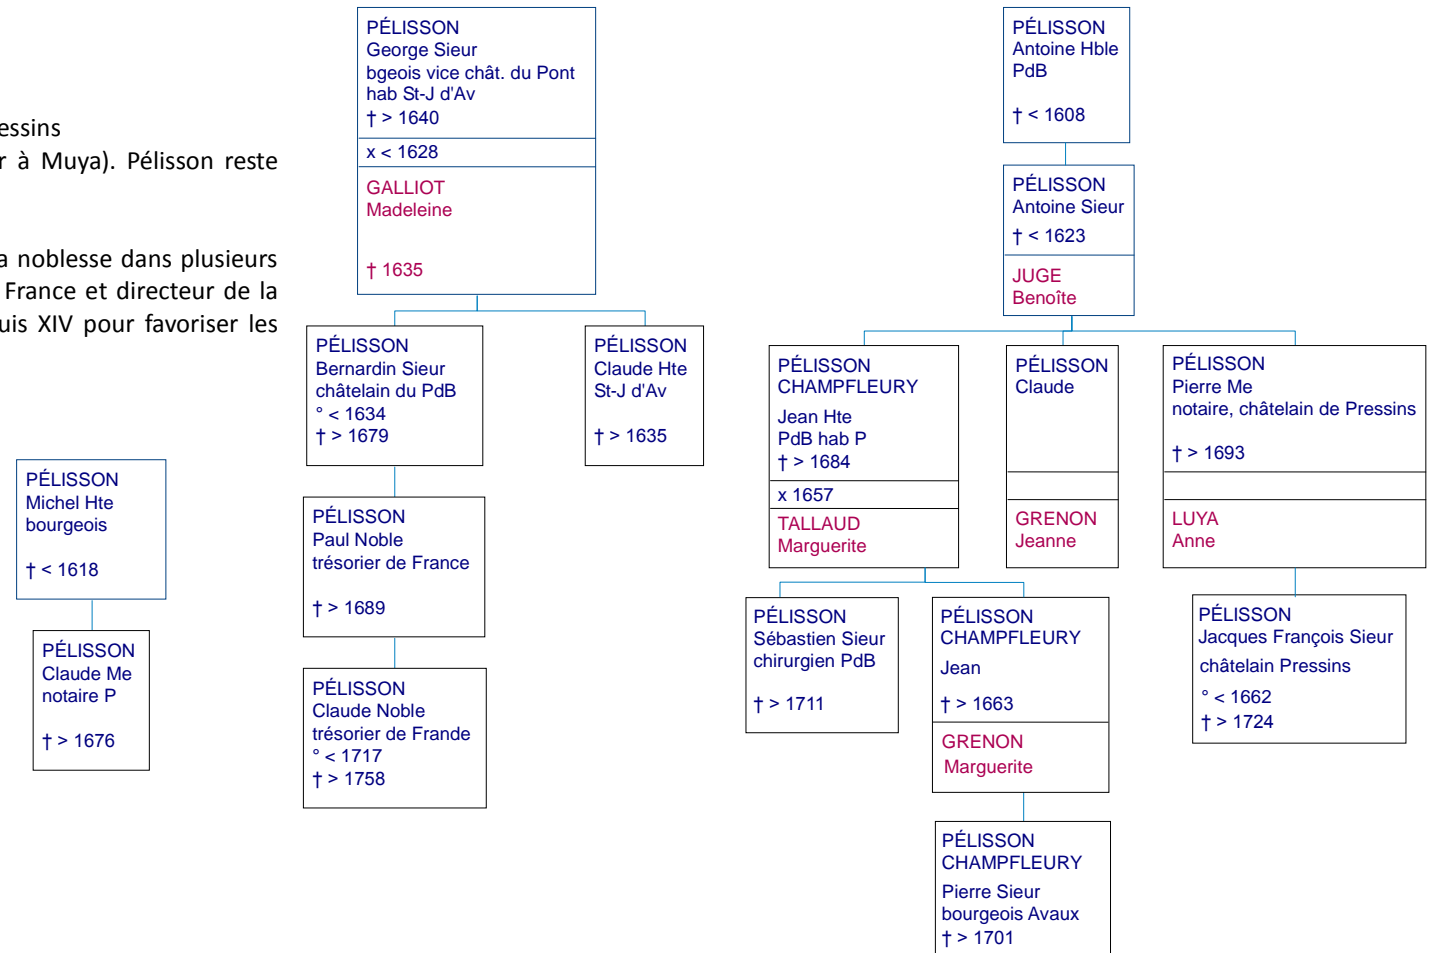 essins
r à Muya). Pélisson reste
a noblesse dans plusieurs
France et directeur de la
uis XIV pour favoriser les
PÉLISSON
Michel Hte
bourgeois
† < 1618
PÉLISSON
Claude Me
notaire P
† > 1676
PÉLISSON
George Sieur
bgeois vice chât. du Pont
hab St-J d'Av
† > 1640
x < 1628
GALLIOT
Madeleine
† 1635
PÉLISSON
Bernardin Sieur
châtelain du PdB
° < 1634
† > 1679
PÉLISSON
Claude Hte
St-J d'Av
† > 1635
PÉLISSON
Paul Noble
trésorier de France
† > 1689
PÉLISSON
Claude Noble
trésorier de Frande
° < 1717
† > 1758
PÉLISSON
Antoine Hble
PdB
† < 1608
PÉLISSON
Antoine Sieur
† < 1623
JUGE
Benoîte
PÉLISSON
CHAMPFLEURY
Jean Hte
PdB hab P
† > 1684
x 1657
TALLAUD
Marguerite
PÉLISSON
Claude
GRENON
Jeanne
PÉLISSON
Pierre Me
notaire, châtelain de Pressins
† > 1693
LUYA
Anne
PÉLISSON
Sébastien Sieur
chirurgien PdB
† > 1711
PÉLISSON
CHAMPFLEURY
Jean
† > 1663
GRENON
Marguerite
PÉLISSON
Jacques François Sieur
châtelain Pressins
° < 1662
† > 1724
PÉLISSON
CHAMPFLEURY
Pierre Sieur
bourgeois Avaux
† > 1701